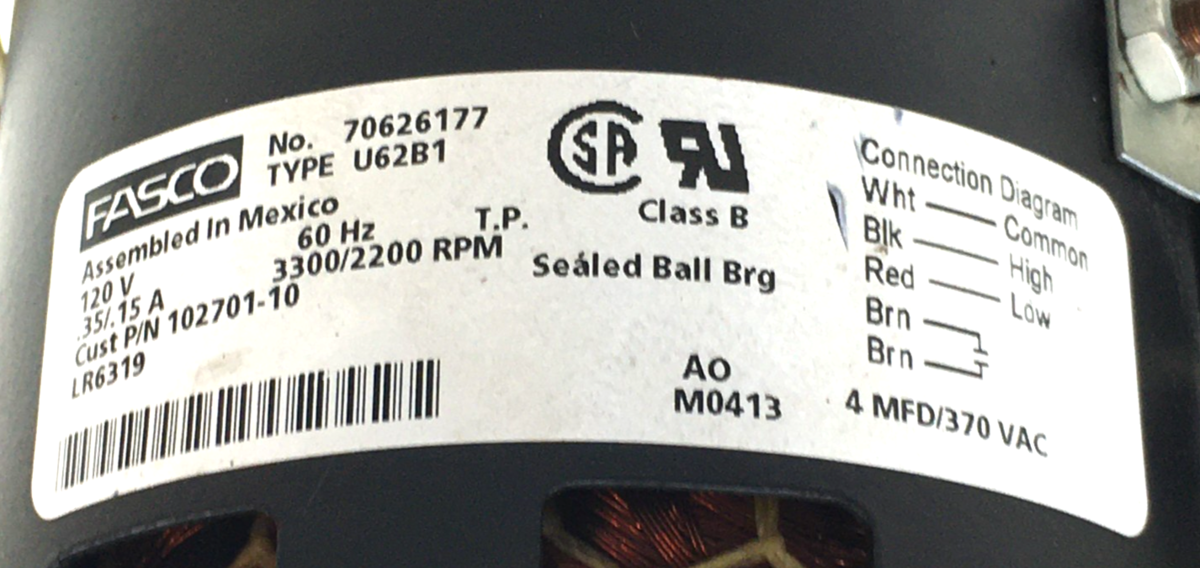 FASCO
No. 70626177
TYPE U62B1
Assembled In Mexico
120 V 60 Hz T.P.
.35/.15 A 3300/2200 RPM
Cust P/N 102701-10
LR6319
SA
Class B
Sealed Ball Brg
AO
M0413
Connection Diagram
Wht Common
Blk High
Red Low
Brn
Brn
4 MFD/370 VAC